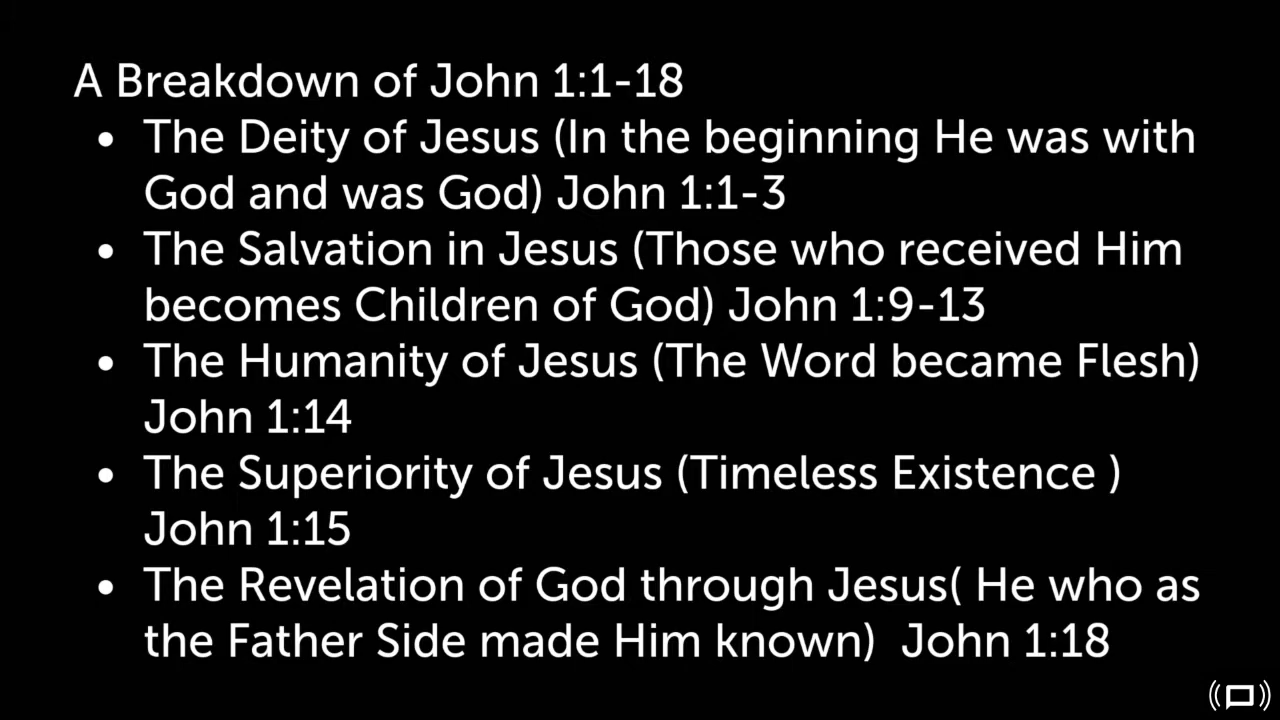 A Breakdown of John 1:1-18
• The Deity of Jesus (In the beginning He was with
God and was God) John 1:1-3
• The Salvation in Jesus (Those who received Him
becomes Children of God) John 1:9-13
• The Humanity of Jesus (The Word became Flesh)
John 1:14
• The Superiority of Jesus (Timeless Existence )
John 1:15
• The Revelation of God through Jesus( He who as
the Father Side made Him known)  John 1:18